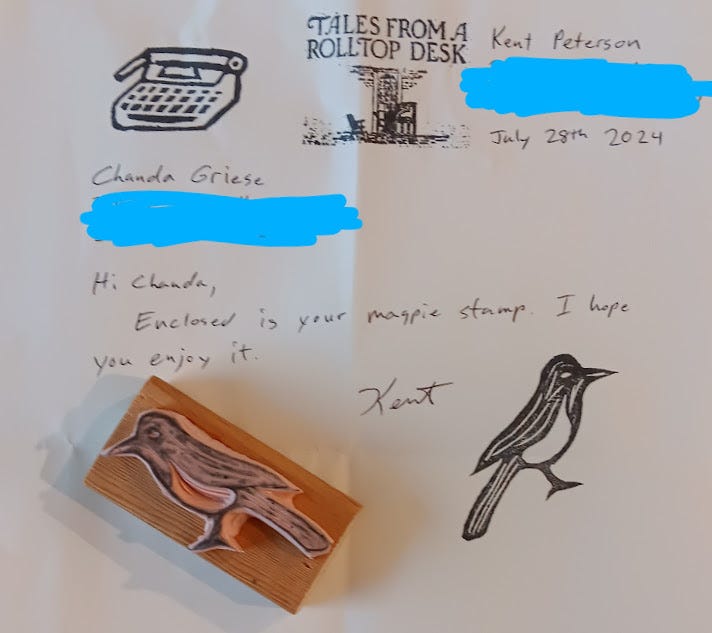 TALES FROM A
ROLLTOP DESK
Kent Peterson
July 28th 2024
Chanda Griese
Hi Chanda,
Enclosed is your magpie stamp. I hope
you enjoy it.
Kent